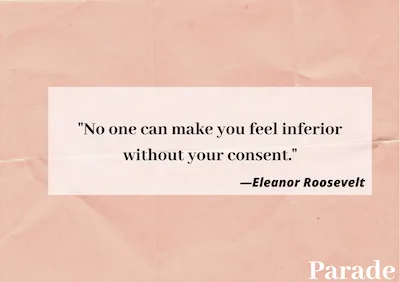 "No one can make you feel inferior
without your consent."
—Eleanor Roosevelt
Parade